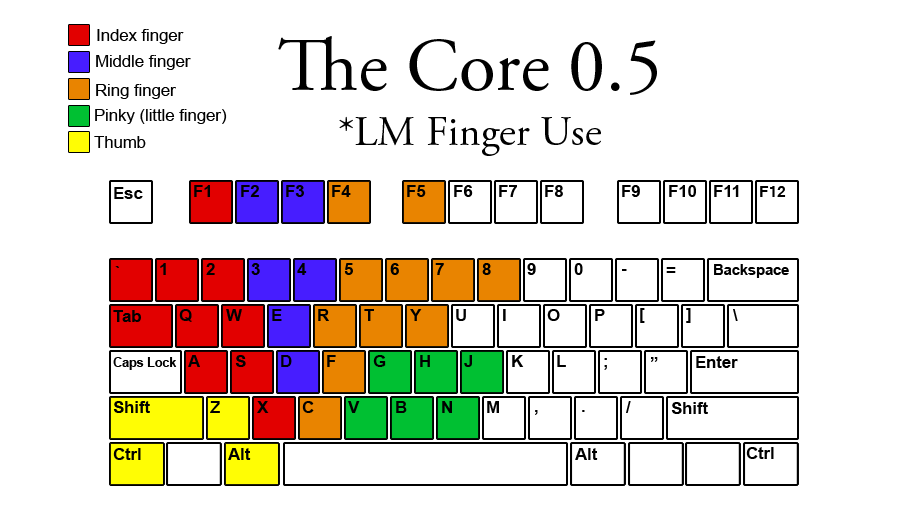 The Core 0.5
*LM Finger Use
Index finger
Middle finger
Ring finger
Pinky (little finger)
Thumb
Esc F1 F2 F3 F4 F5 F6 F7 F8 F9 F10 F11 F12
` 1 2 3 4 5 6 7 8 9 0 - = Backspace
Tab Q W E R T Y U I O P [ ] \
Caps Lock A S D F G H J K L ; ” Enter
Shift Z X C V B N M , . / Shift
Ctrl Alt Alt Ctrl